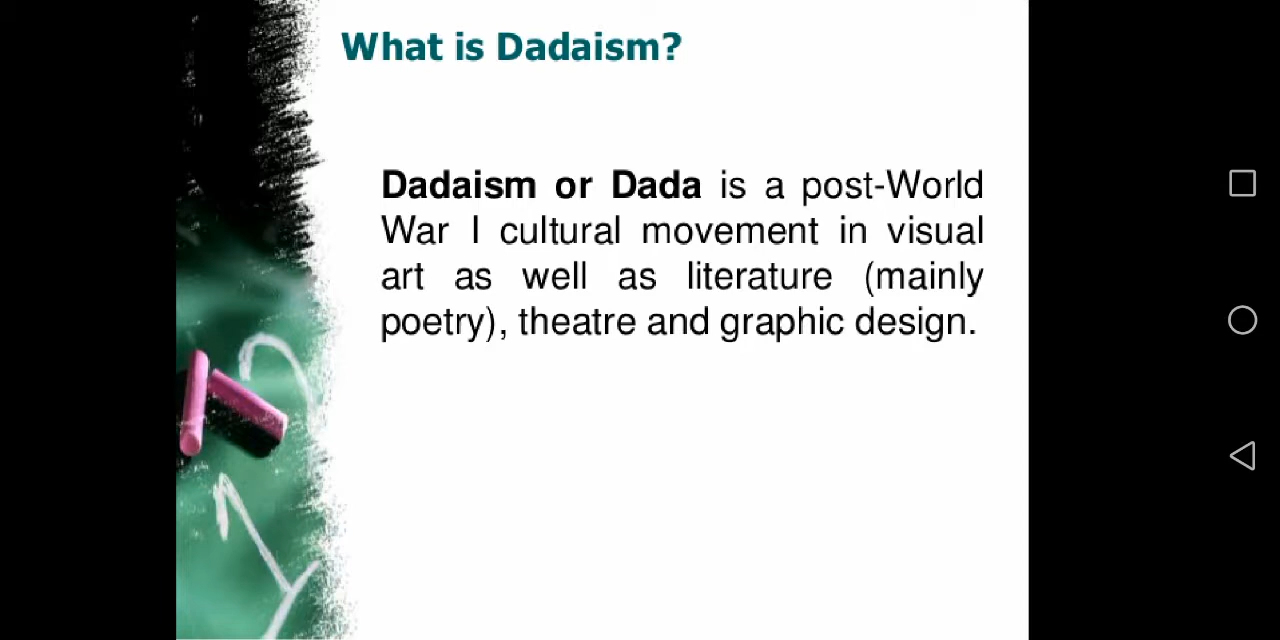 What is Dadaism?
Dadaism or Dada is a post-World
War I cultural movement in visual
art as well as literature (mainly
poetry), theatre and graphic design.